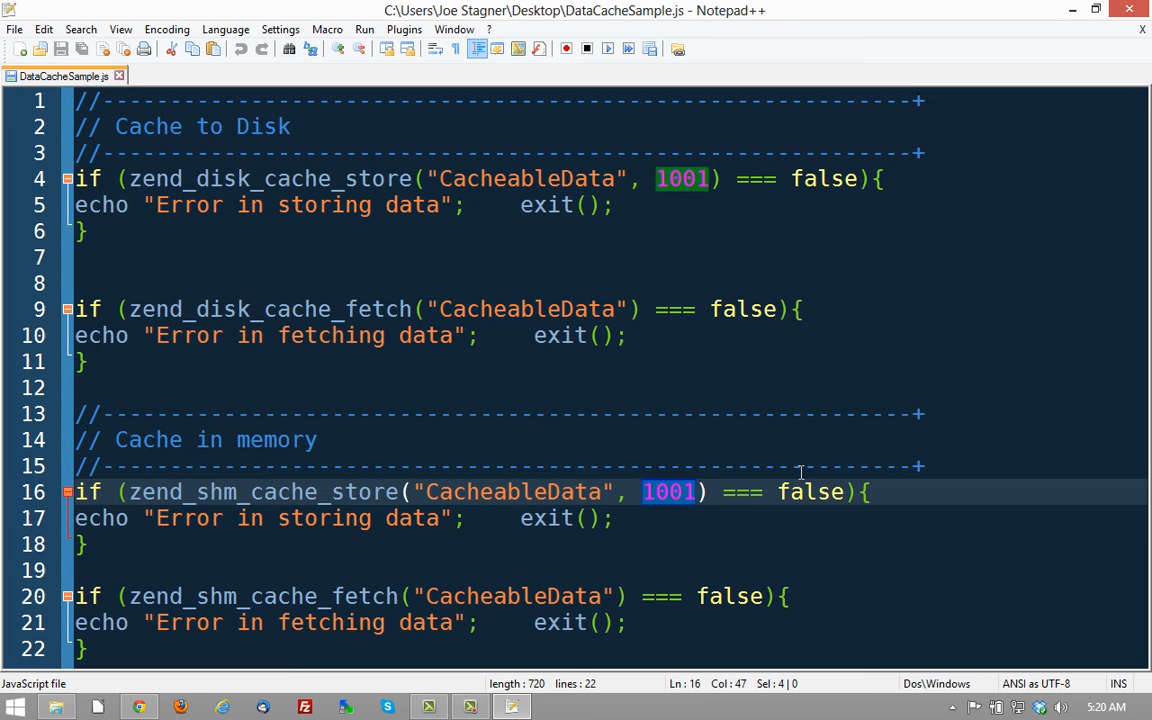 C:\Users\Joe Stagner\Desktop\DataCacheSample.js - Notepad++
File Edit Search View Encoding Language Settings Macro Run Plugins Window ? X
DataCacheSample.js
1 //------------------------------------------------------------+
2 // Cache to Disk
3 //------------------------------------------------------------+
4 if (zend_disk_cache_store("CacheableData", 1001) === false){
5 echo "Error in storing data";    exit();
6 }
7
8
9 if (zend_disk_cache_fetch("CacheableData") === false){
10 echo "Error in fetching data";    exit();
11 }
12
13 //------------------------------------------------------------+
14 // Cache in memory
15 //------------------------------------------------------------+
16 if (zend_shm_cache_store("CacheableData", 1001) === false){
17 echo "Error in storing data";    exit();
18 }
19
20 if (zend_shm_cache_fetch("CacheableData") === false){
21 echo "Error in fetching data";    exit();
22 }
JavaScript file length : 720 lines : 22 Ln : 16 Col : 47 Sel : 4 | 0 Dos\Windows ANSI as UTF-8 INS
5:20 AM